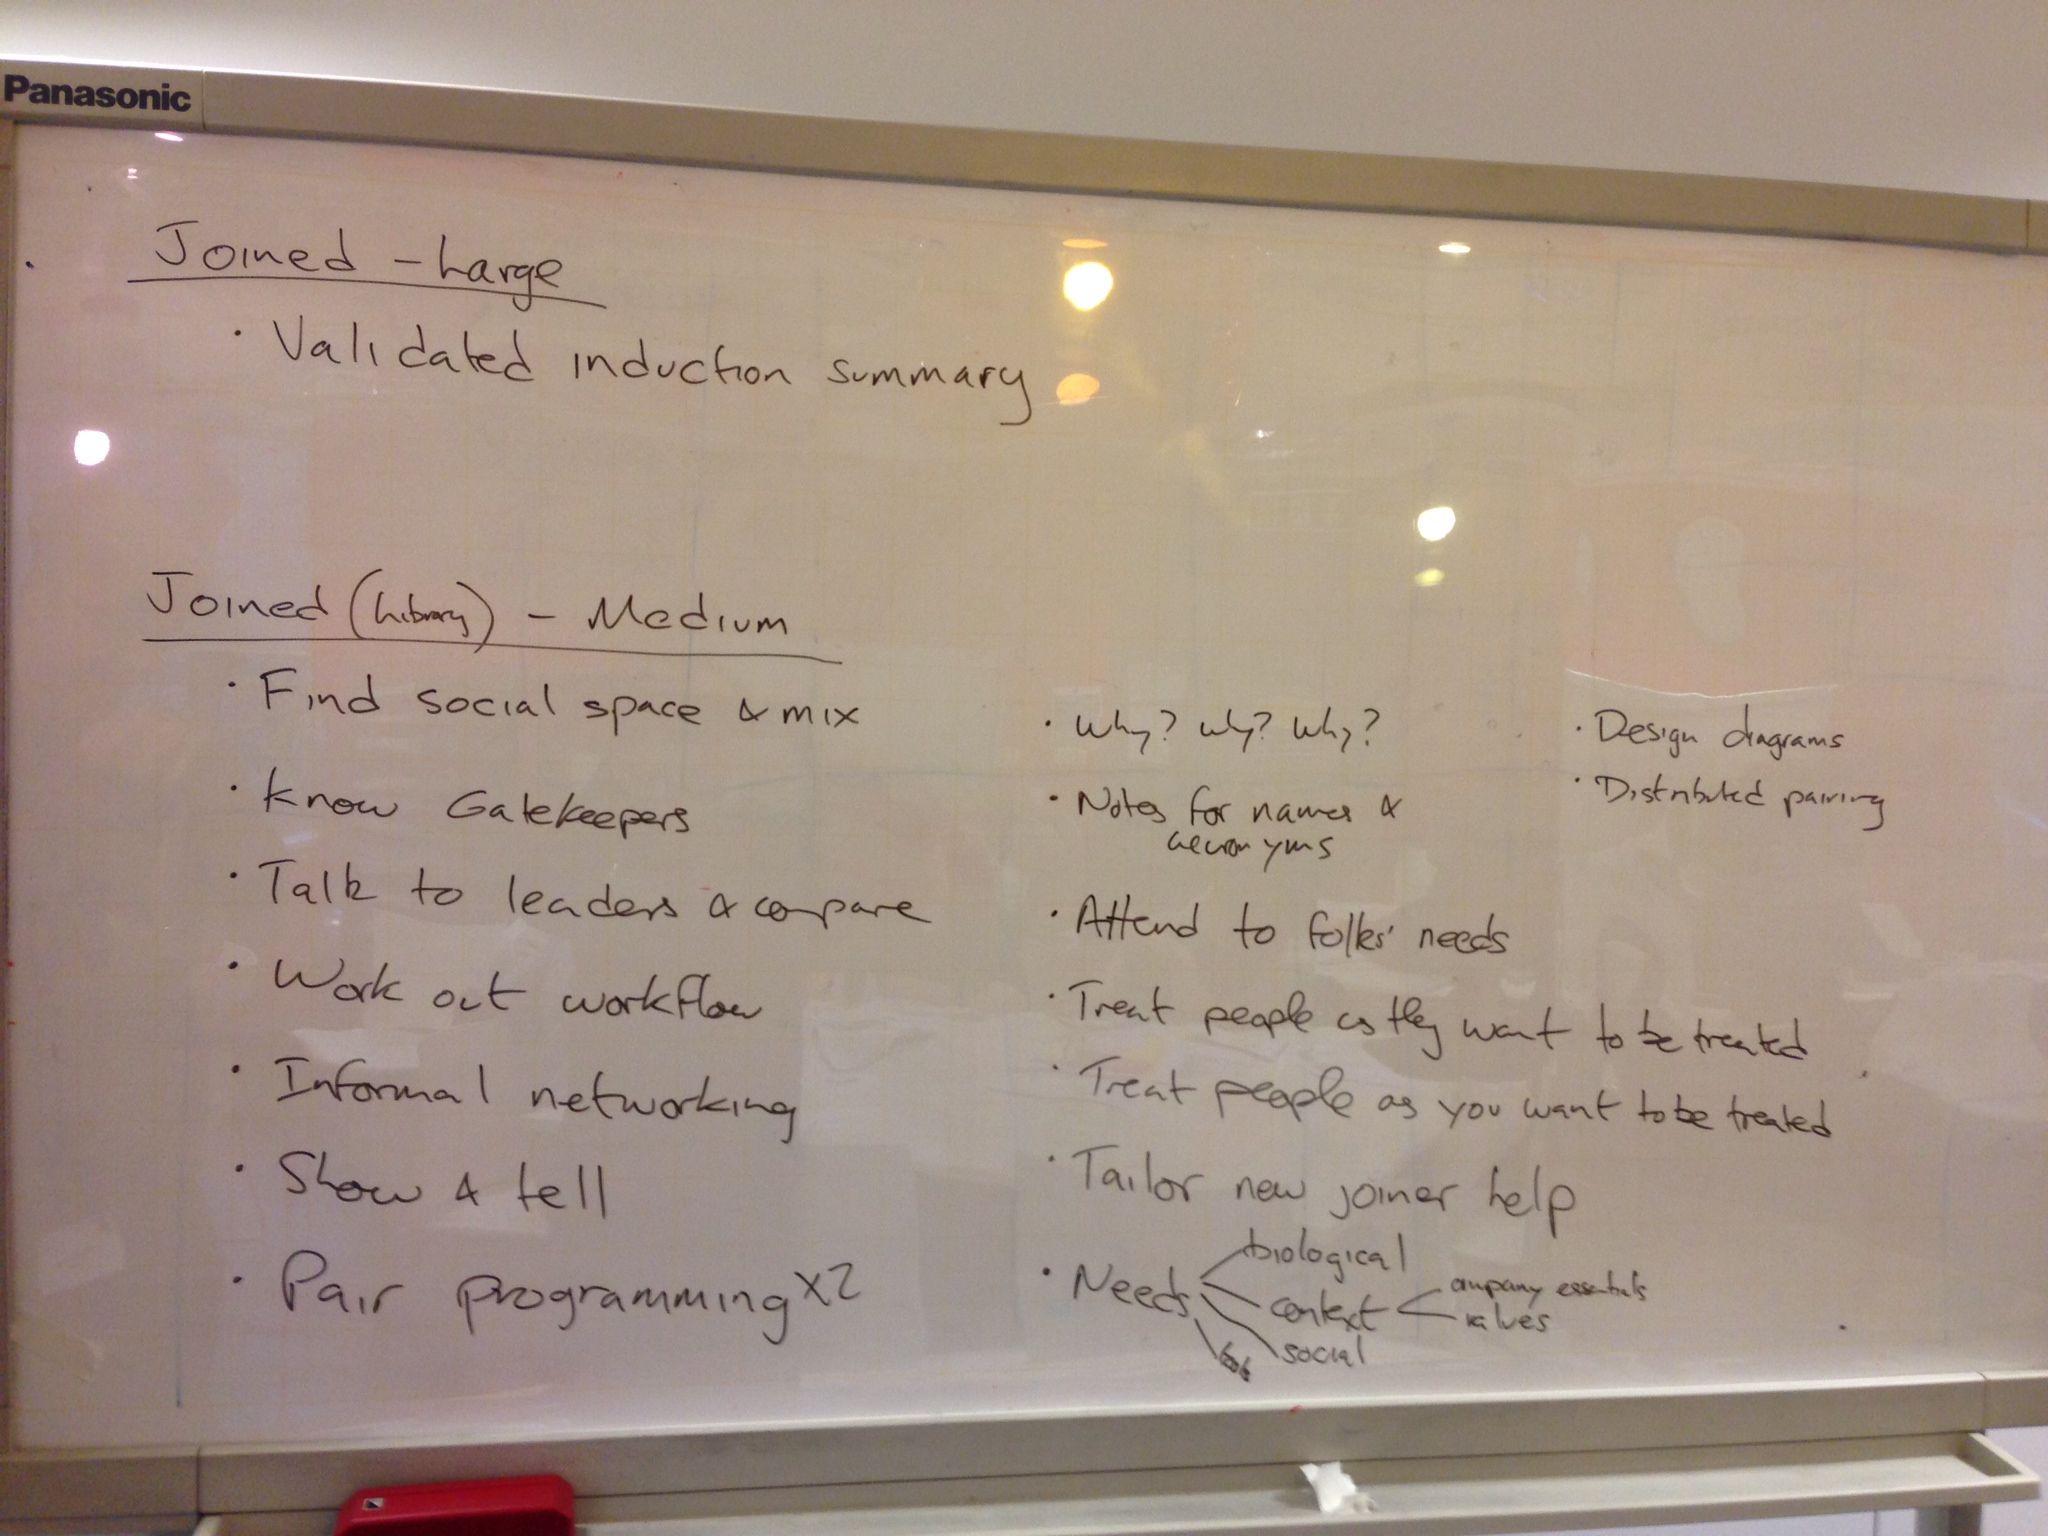 Panasonic
Joined - Large
· Validated induction summary
Joined (Library) - Medium
· Find social space & mix
· Know Gatekeepers
· Talk to leaders & compare
· Work out workflow
· Informal networking
· Show & tell
· Pair programming x2
· Why? Why? Why?
· Notes for names &
acronyms
· Attend to folks' needs
· Treat people as they want to be treated
· Treat people as you want to be treated
· Tailor new joiner help
· Needs
biological
context
company essentials
values
social
· Design diagrams
· Distributed pairing